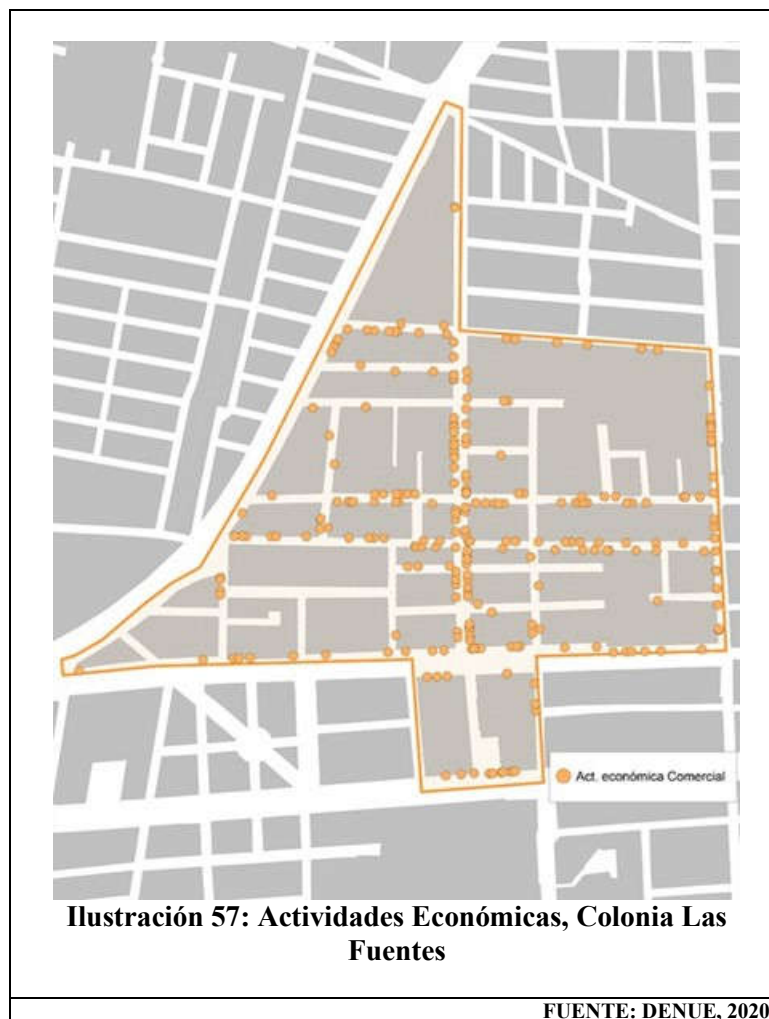 Act. económica Comercial
Ilustración 57: Actividades Económicas, Colonia Las
Fuentes
FUENTE: DENUE, 2020